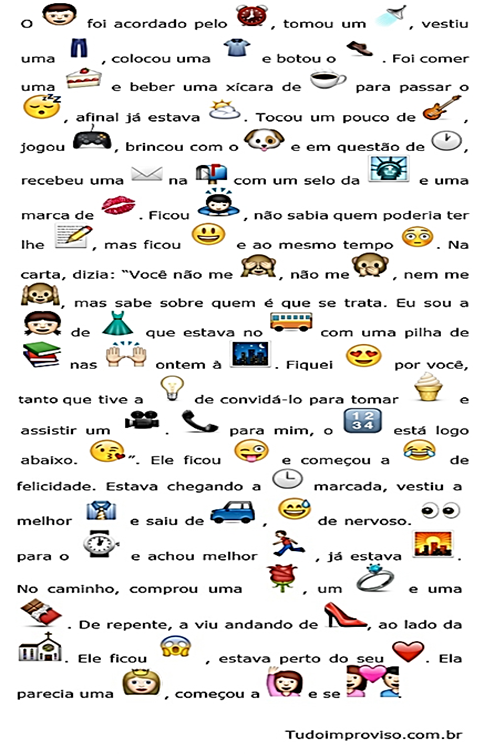 O 👦 foi acordado pelo ⏰, tomou um 🚿, vestiu
uma 👖, colocou uma 👕 e botou o 👞. Foi comer
uma 🍰 e beber uma xícara de ☕ para passar o
😴, afinal já estava ⛅. Tocou um pouco de 🎸,
jogou 🎮, brincou com o 🐶 e em questão de 🕐,
recebeu uma ✉ na 📬 com um selo da 🗽 e uma
marca de 💋. Ficou 🙇, não sabia quem poderia ter
lhe 📝, mas ficou 😃 e ao mesmo tempo 😳. Na
carta, dizia: “Você não me 🙈, não me 🙊, nem me
🙉, mas sabe sobre quem é que se trata. Eu sou a
👧 de 👗 que estava no 🚌 com uma pilha de
📚 nas 🙌 ontem à 🌃. Fiquei 😍 por você,
tanto que tive a 💡 de convidá-lo para tomar 🍦 e
assistir um 🎥. 📞 para mim, o 🔢 está logo
abaixo. 😘”. Ele ficou 😜 e começou a 😂 de
felicidade. Estava chegando a 🕒 marcada, vestiu a
melhor 👔 e saiu de 🚙, 😅 de nervoso. 👀
para o ⌚ e achou melhor 🏃, já estava 🌇.
No caminho, comprou uma 🌹, um 💍 e uma
🍫. De repente, a viu andando de 👠, ao lado da
⛪. Ele ficou 😱, estava perto do seu ❤. Ela
parecia uma 👸, começou a 🙋 e se 💑.
Tudoimproviso.com.br